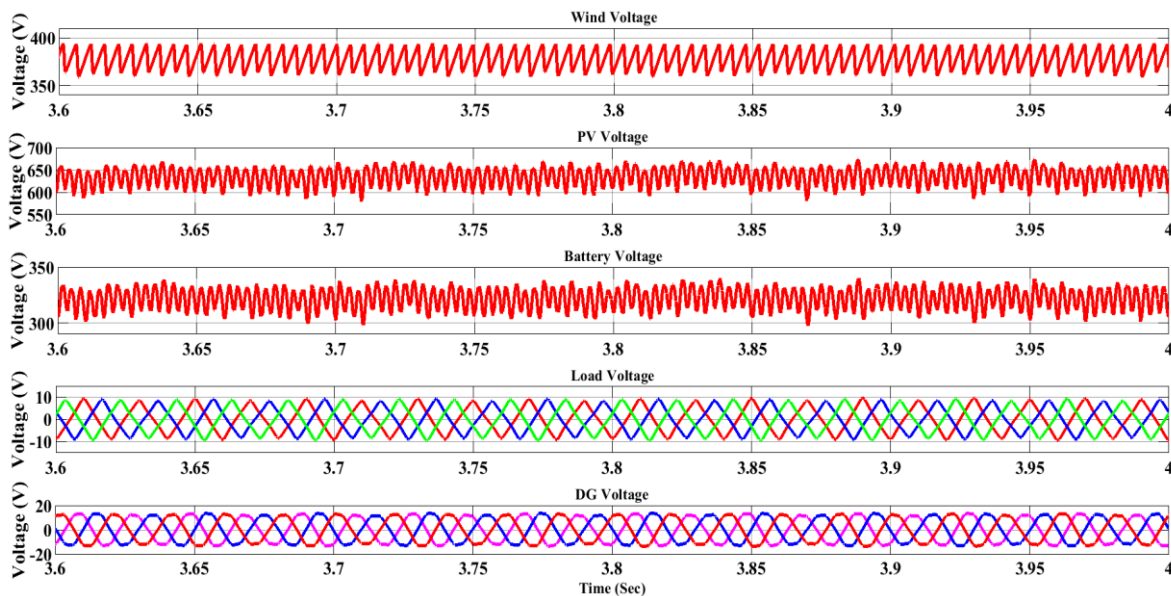 Wind Voltage
Voltage (V)
400
350
3.6 3.65 3.7 3.75 3.8 3.85 3.9 3.95 4
PV Voltage
Voltage (V)
700
650
600
550
3.6 3.65 3.7 3.75 3.8 3.85 3.9 3.95 4
Battery Voltage
Voltage (V)
350
300
3.6 3.65 3.7 3.75 3.8 3.85 3.9 3.95 4
Load Voltage
Voltage (V)
10
0
-10
3.6 3.65 3.7 3.75 3.8 3.85 3.9 3.95 4
DG Voltage
Voltage (V)
20
0
-20
3.6 3.65 3.7 3.75 3.8 3.85 3.9 3.95 4
Time (Sec)